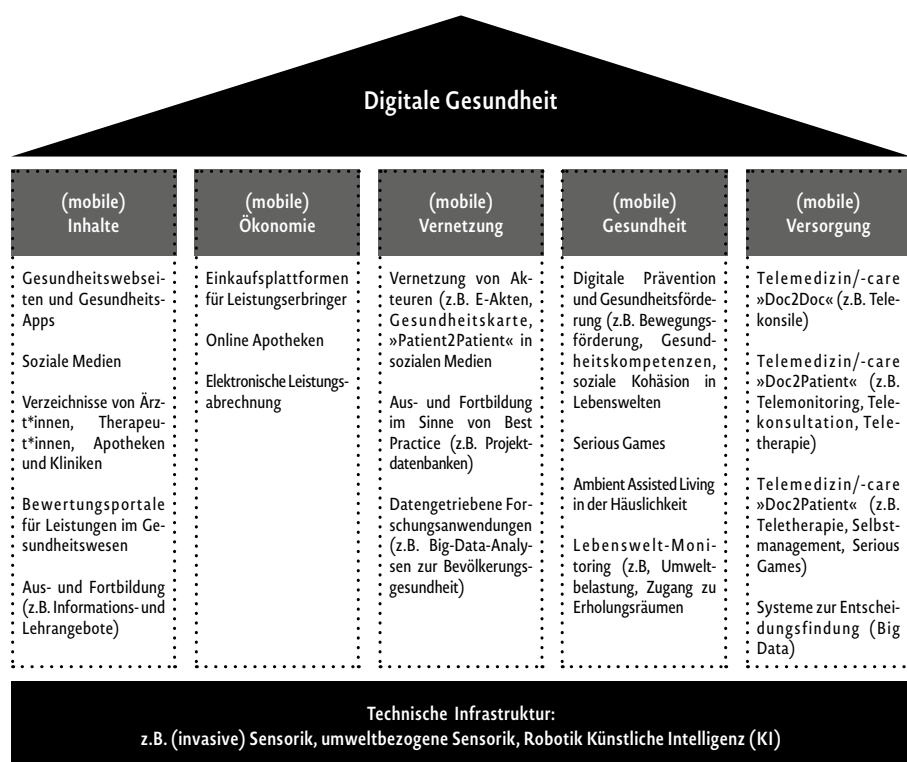 Digitale Gesundheit
(mobile)
Inhalte
Gesundheitswebsei-
ten und Gesundheits-
Apps
Soziale Medien
Verzeichnisse von Ärz-
t*innen, Therapeu-
t*innen, Apotheken
und Kliniken
Bewertungsportale
für Leistungen im Ge-
sundheitswesen
Aus- und Fortbildung
(z.B. Informations- und
Lehrangebote)
(mobile)
Ökonomie
Einkaufsplattformen
für Leistungserbringer
Online Apotheken
Elektronische Leistungs-
abrechnung
(mobile)
Vernetzung
Vernetzung von Ak-
teuren (z.B. E-Akten,
Gesundheitskarte,
»Patient2Patient« in
sozialen Medien
Aus- und Fortbildung
im Sinne von Best
Practice (z.B. Projekt-
datenbanken)
Datengetriebene For-
schungsanwendungen
(z.B. Big-Data-Analy-
sen zur Bevölkerungs-
gesundheit)
(mobile)
Gesundheit
Digitale Prävention
und Gesundheitsförde-
rung (z.B. Bewegungs-
förderung, Gesund-
heitskompetenzen,
soziale Kohäsion in
Lebenswelten
Serious Games
Ambient Assisted Living
in der Häuslichkeit
Lebenswelt-Moni-
toring (z.B, Umwelt-
belastung, Zugang zu
Erholungsräumen
(mobile)
Versorgung
Telemedizin/-care
»Doc2Doc« (z.B. Tele-
konsile)
Telemedizin/-care
»Doc2Patient« (z.B.
Telemonitoring, Tele-
konsultation, Tele-
therapie)
Telemedizin/-care
»Doc2Patient« (z.B.
Teletherapie, Selbst-
management, Serious
Games)
Systeme zur Entschei-
dungsfindung (Big
Data)
Technische Infrastruktur:
z.B. (invasive) Sensorik, umweltbezogene Sensorik, Robotik Künstliche Intelligenz (KI)